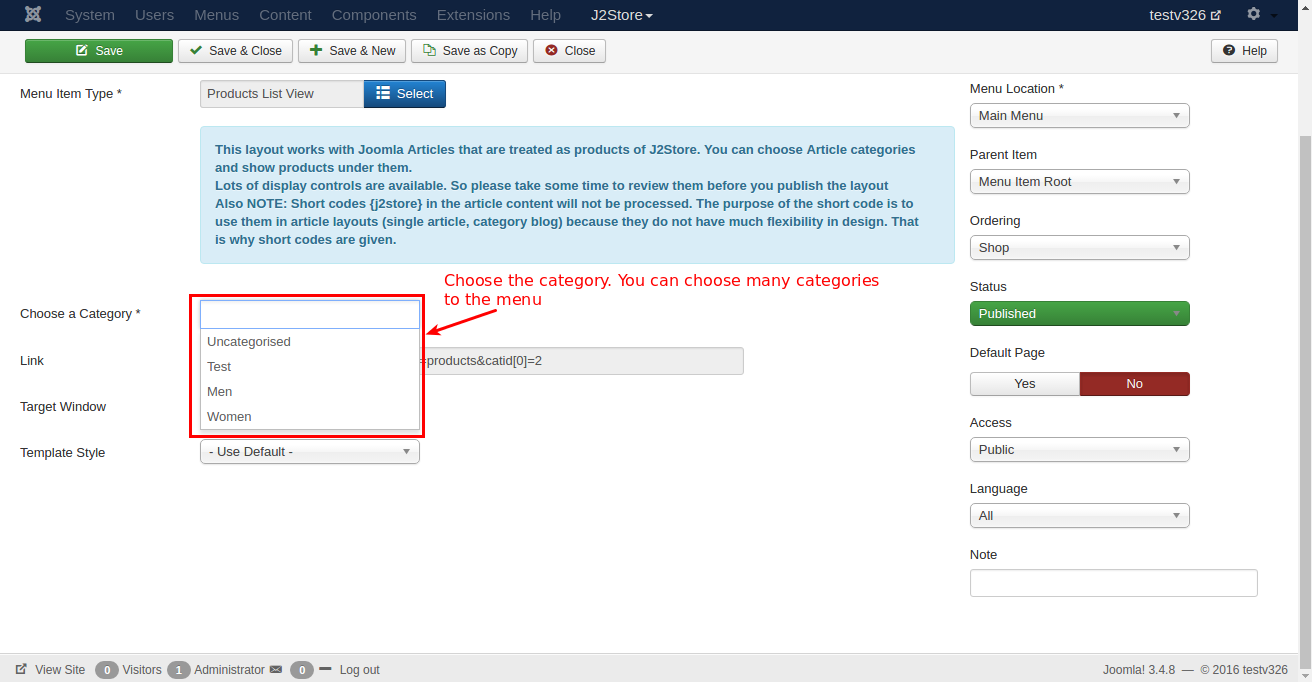 System Users Menus Content Components Extensions Help J2Store testv326
Save Save & Close Save & New Save as Copy Close Help
Menu Item Type *
Products List View Select
This layout works with Joomla Articles that are treated as products of J2Store. You can choose Article categories
and show products under them.
Lots of display controls are available. So please take some time to review them before you publish the layout
Also NOTE: Short codes {j2store} in the article content will not be processed. The purpose of the short code is to
use them in article layouts (single article, category blog) because they do not have much flexibility in design. That
is why short codes are given.
Choose the category. You can choose many categories
to the menu
Choose a Category *
Uncategorised
Test
Men
Women
Link
=products&catid[0]=2
Target Window
Template Style
- Use Default -
Menu Location *
Main Menu
Parent Item
Menu Item Root
Ordering
Shop
Status
Published
Default Page
Yes No
Access
Public
Language
All
Note
View Site 0 Visitors 1 Administrator 0 Log out
Joomla! 3.4.8 — © 2016 testv326